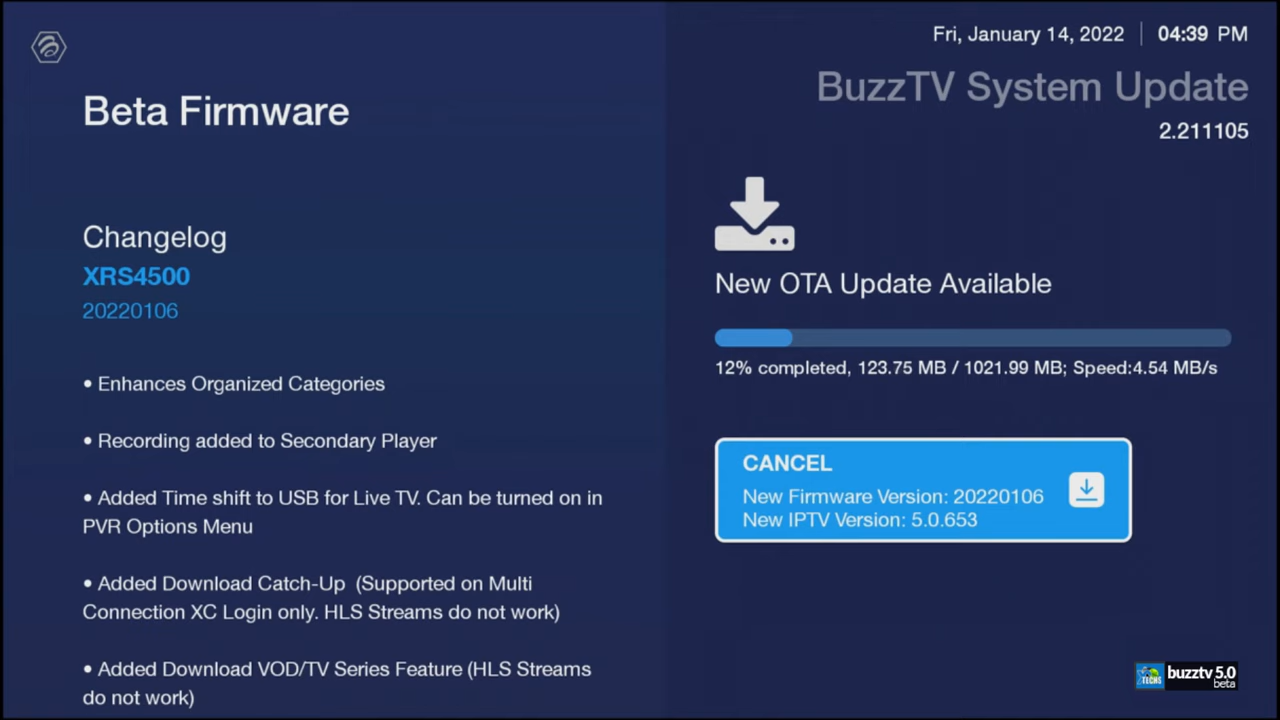 Fri, January 14, 2022 | 04:39 PM
BuzzTV System Update
2.211105
Beta Firmware
Changelog
XRS4500
20220106
• Enhances Organized Categories
• Recording added to Secondary Player
• Added Time shift to USB for Live TV. Can be turned on in
PVR Options Menu
• Added Download Catch-Up (Supported on Multi
Connection XC Login only. HLS Streams do not work)
• Added Download VOD/TV Series Feature (HLS Streams
do not work)
New OTA Update Available
12% completed, 123.75 MB / 1021.99 MB; Speed:4.54 MB/s
CANCEL
New Firmware Version: 20220106
New IPTV Version: 5.0.653
TECHS
buzztv 5.0
beta